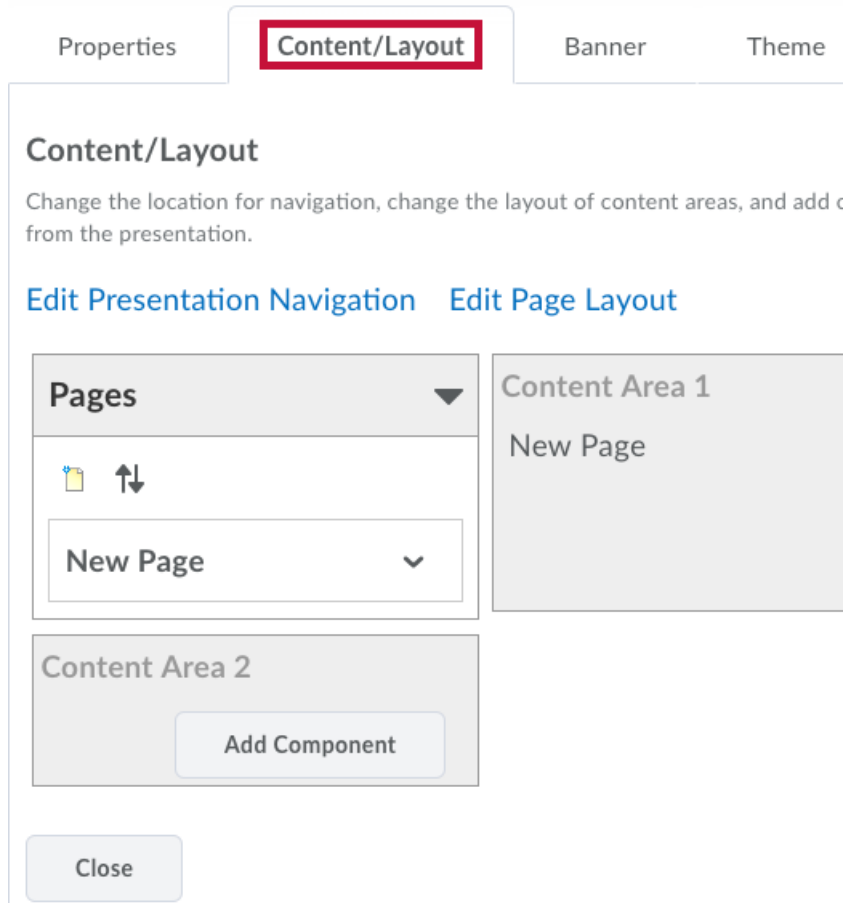 Properties
Content/Layout
Banner
Theme
Content/Layout
Change the location for navigation, change the layout of content areas, and add
from the presentation.
Edit Presentation Navigation
Edit Page Layout
Pages
New Page
Content Area 1
New Page
Content Area 2
Add Component
Close